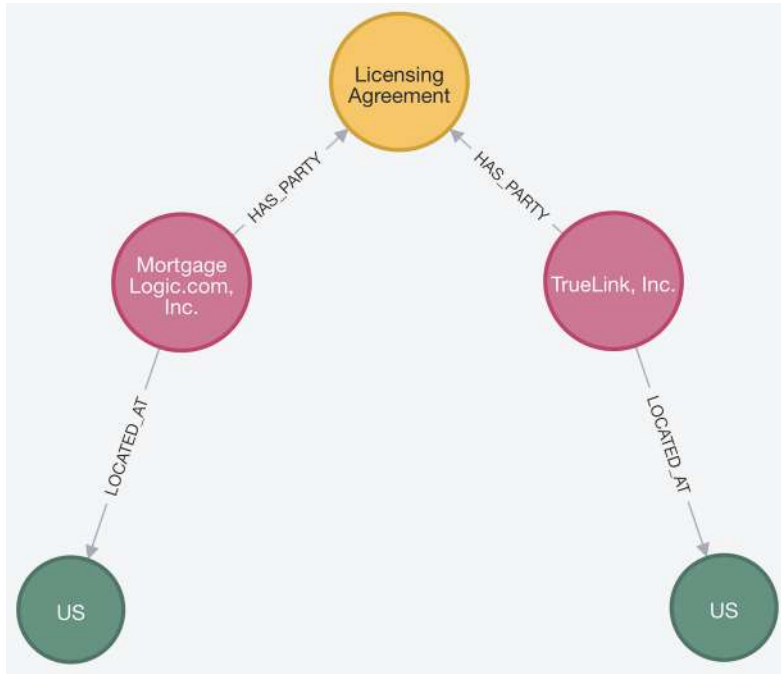 Licensing
Agreement
HAS_PARTY
HAS_PARTY
Mortgage
Logic.com,
Inc.
TrueLink, Inc.
LOCATED_AT
LOCATED_AT
US
US